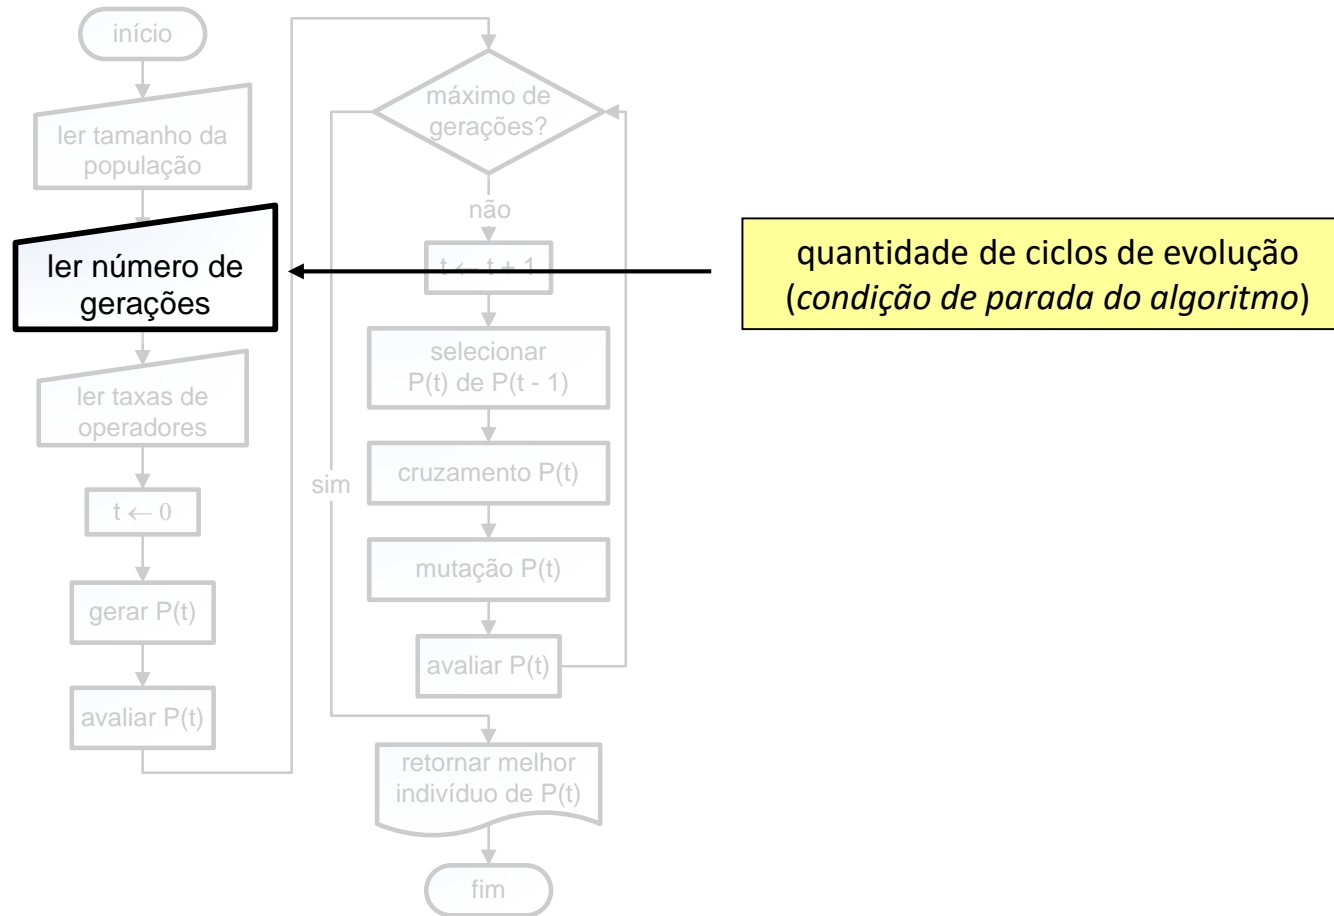 início
ler tamanho da
população
ler número de
gerações
ler taxas de
operadores
t ← 0
gerar P(t)
avaliar P(t)
máximo de
gerações?
não
sim
t ← t + 1
selecionar
P(t) de P(t - 1)
cruzamento P(t)
mutação P(t)
avaliar P(t)
retornar melhor
indivíduo de P(t)
fim
quantidade de ciclos de evolução
(condição de parada do algoritmo)